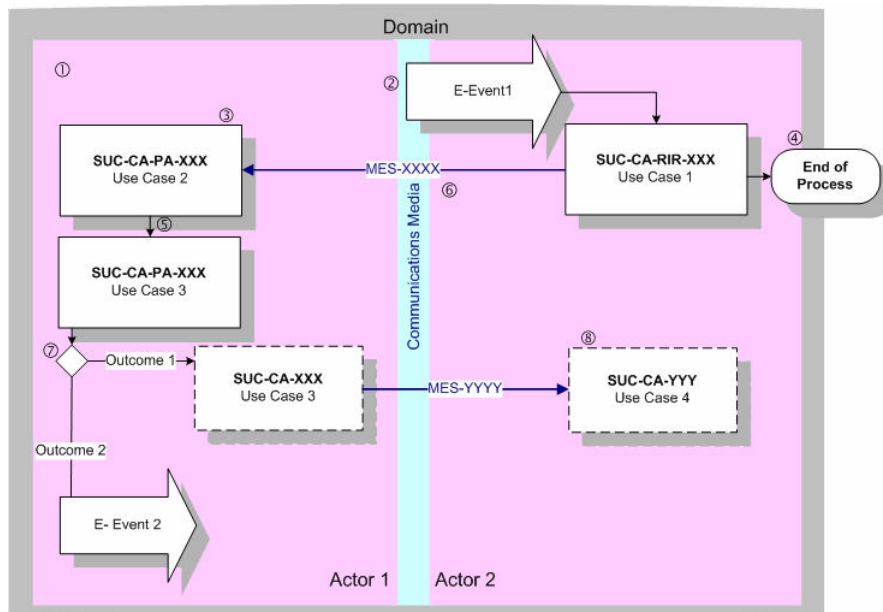 Domain
①
②
E-Event1
③
④
SUC-CA-PA-XXX
Use Case 2
MES-XXXX
SUC-CA-RIR-XXX
Use Case 1
End of
Process
⑥
⑤
SUC-CA-PA-XXX
Use Case 3
Communications Media
⑦
Outcome 1
SUC-CA-XXX
Use Case 3
MES-YYYY
⑧
SUC-CA-YYY
Use Case 4
Outcome 2
E- Event 2
Actor 1
Actor 2